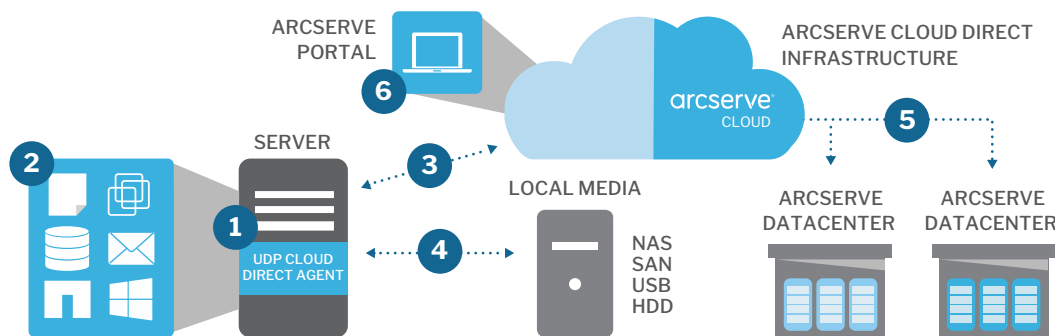 ARCSERVE
PORTAL
6
ARCSERVE CLOUD DIRECT
INFRASTRUCTURE
arcserve®
CLOUD
5
2
SERVER
3
1
UDP CLOUD
DIRECT AGENT
4
LOCAL MEDIA
NAS
SAN
USB
HDD
ARCSERVE
DATACENTER
ARCSERVE
DATACENTER